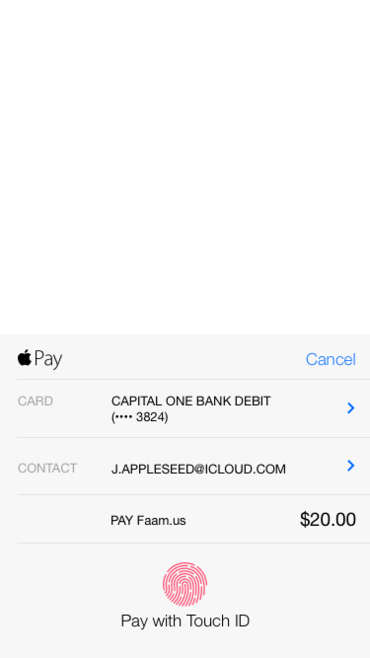 Pay
Cancel
CARD
CAPITAL ONE BANK DEBIT
(•••• 3824)
CONTACT
J.APPLESEED@ICLOUD.COM
PAY Faam.us
$20.00
Pay with Touch ID